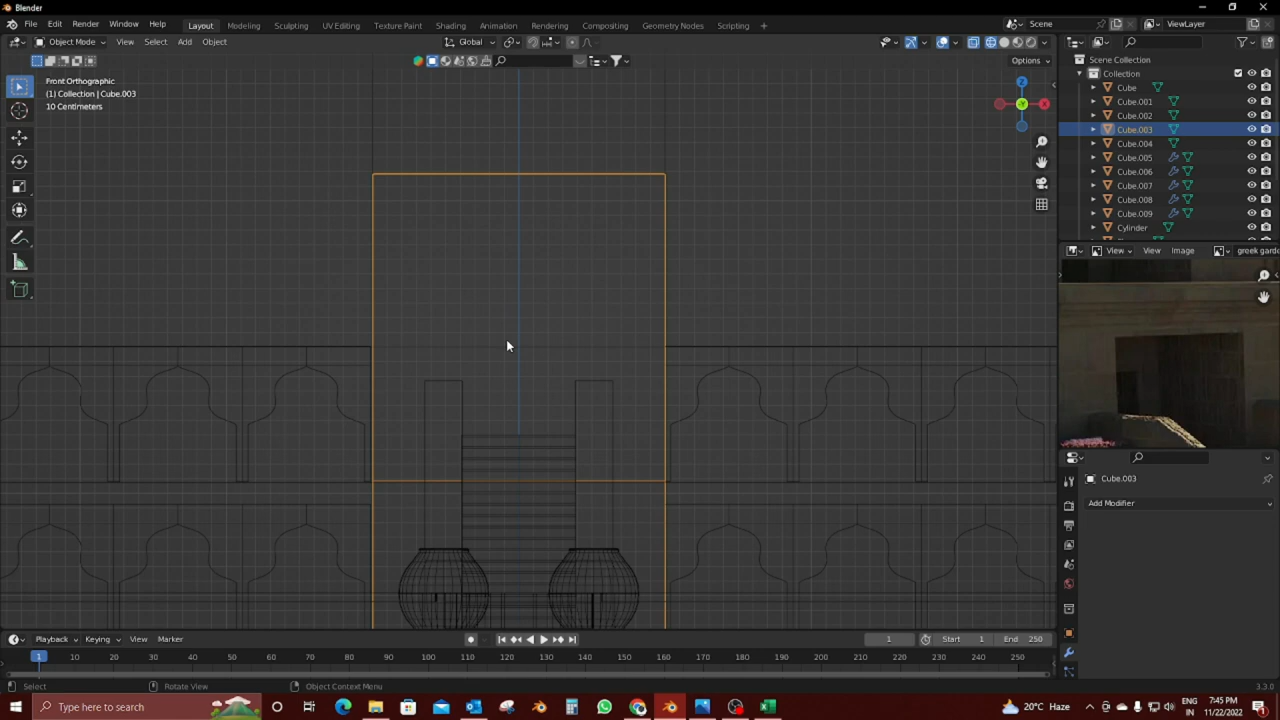 Blender
File Edit Render Window Help Layout Modeling Sculpting UV Editing Texture Paint Shading Animation Rendering Compositing Geometry Nodes Scripting + Scene ViewLayer
Object Mode View Select Add Object Global
Options
Front Orthographic
(1) Collection | Cube.003
10 Centimeters
Z
Y
X
Scene Collection
Collection
Cube
Cube.001
Cube.002
Cube.003
Cube.004
Cube.005
Cube.006
Cube.007
Cube.008
Cube.009
Cylinder
View View Image greek gard
Cube.003
Add Modifier
Playback Keying View Marker 1 Start 1 End 250
1 10 20 30 40 50 60 70 80 90 100 110 120 130 140 150 160 170 180 190 200 210 220 230 240 250
Select Rotate View Object Context Menu 3.3.0
Type here to search 20°C Haze ENG IN 7:45 PM 11/22/2022